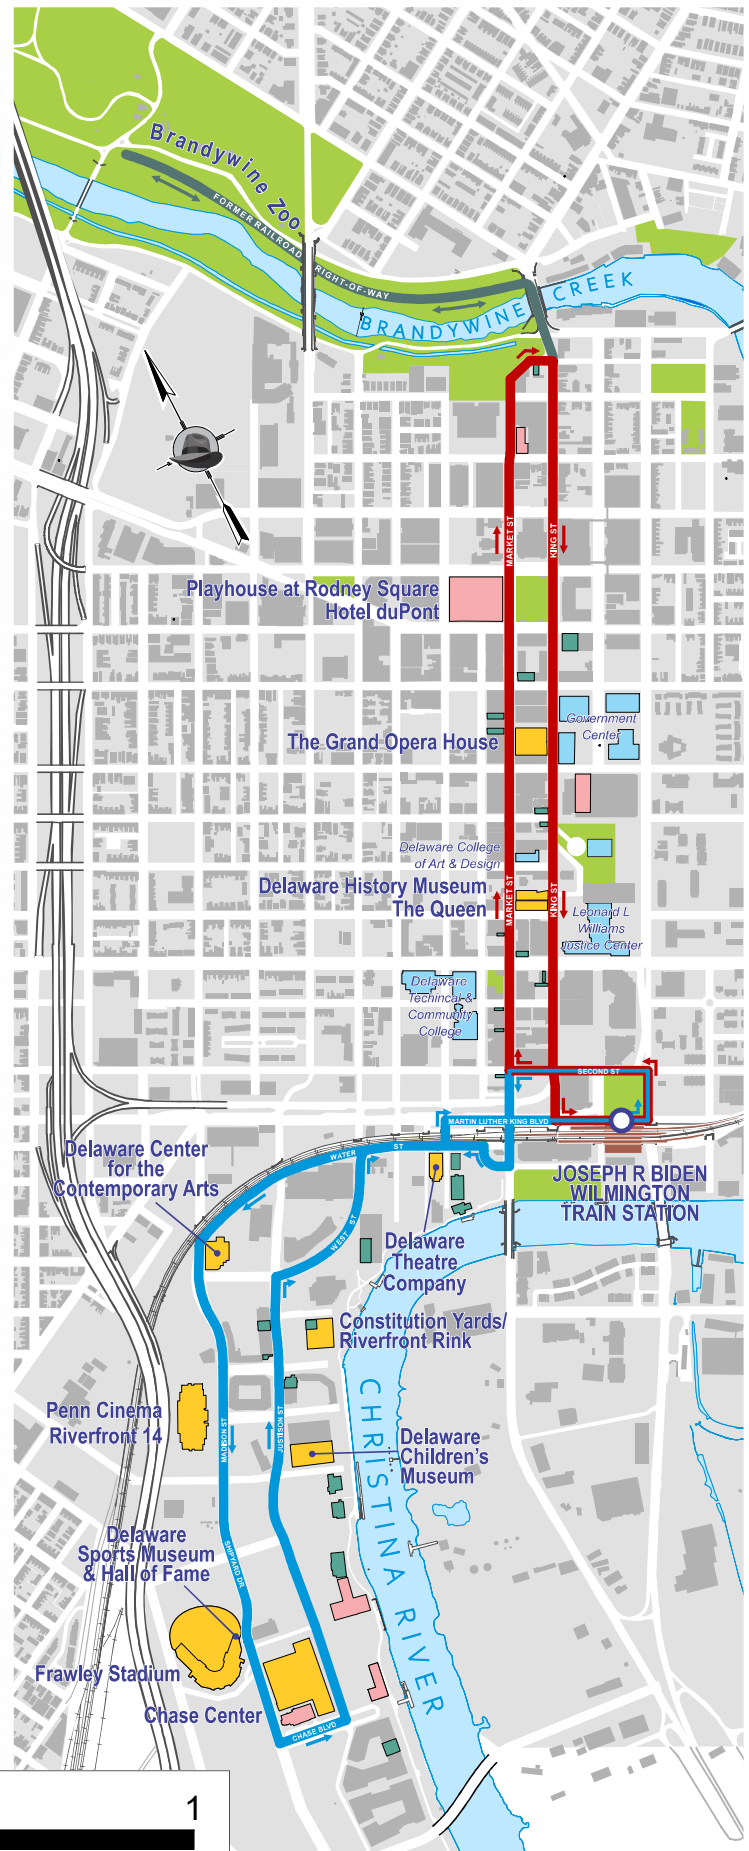 Brandywine Zoo
FORMER RAILROAD RIGHT-OF-WAY
BRANDYWINE CREEK
MARKET ST
KING ST
Playhouse at Rodney Square
Hotel duPont
Government
Center
The Grand Opera House
Delaware College
of Art & Design
Delaware History Museum
The Queen
MARKET ST
KING ST
Leonard L
Williams
Justice Center
Delaware
Techincal &
Community
College
SECOND ST
MARTIN LUTHER KING BLVD
WATER ST
Delaware Center
for the
Contemporary Arts
JOSEPH R BIDEN
WILMINGTON
TRAIN STATION
WEST ST
Delaware
Theatre
Company
Constitution Yards/
Riverfront Rink
Penn Cinema
Riverfront 14
MADISON ST
JUSTISON ST
Delaware
Children's
Museum
CHRISTINA RIVER
Delaware
Sports Museum
& Hall of Fame
SHIPYARD DR
Frawley Stadium
Chase Center
CHASE BLVD
1